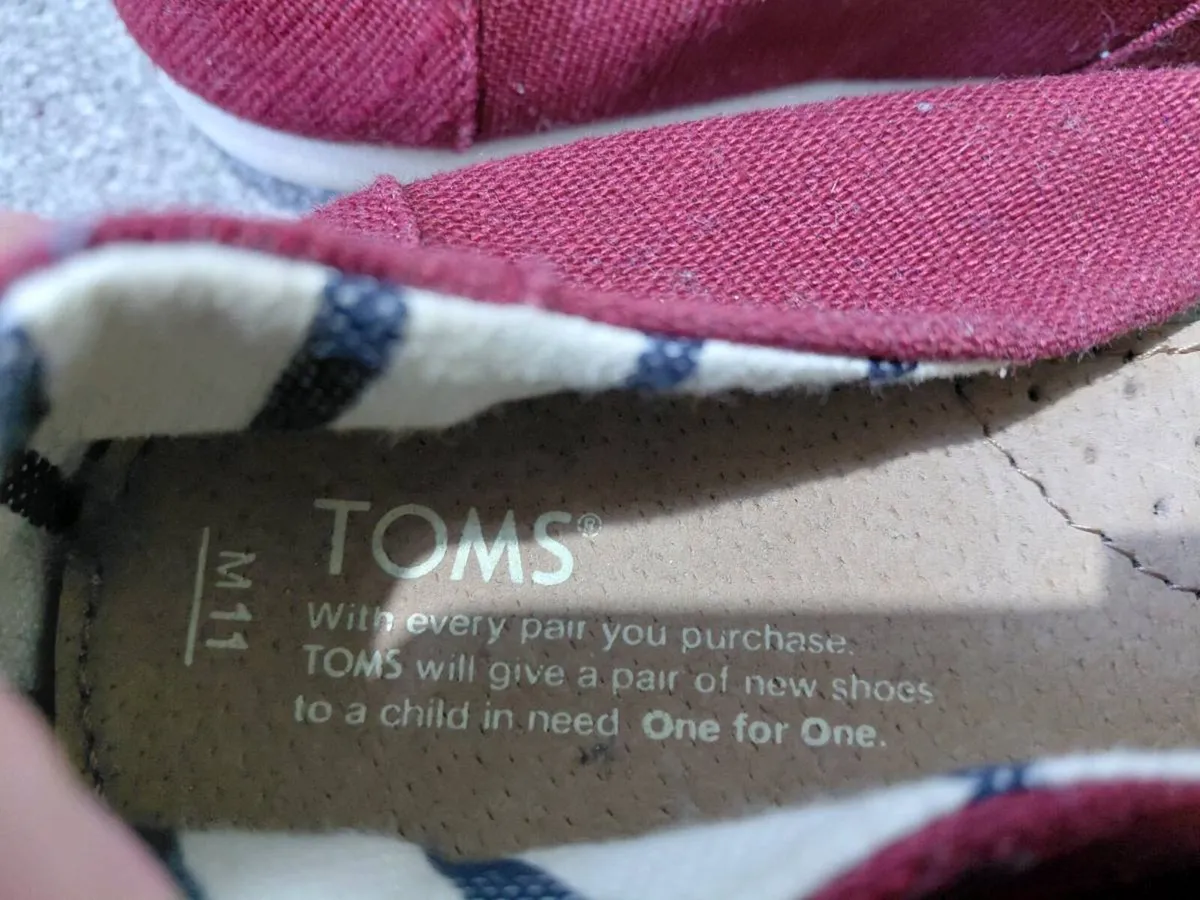 TOMS®
With every pair you purchase.
TOMS will give a pair of new shoes
to a child in need One for One.
M 11